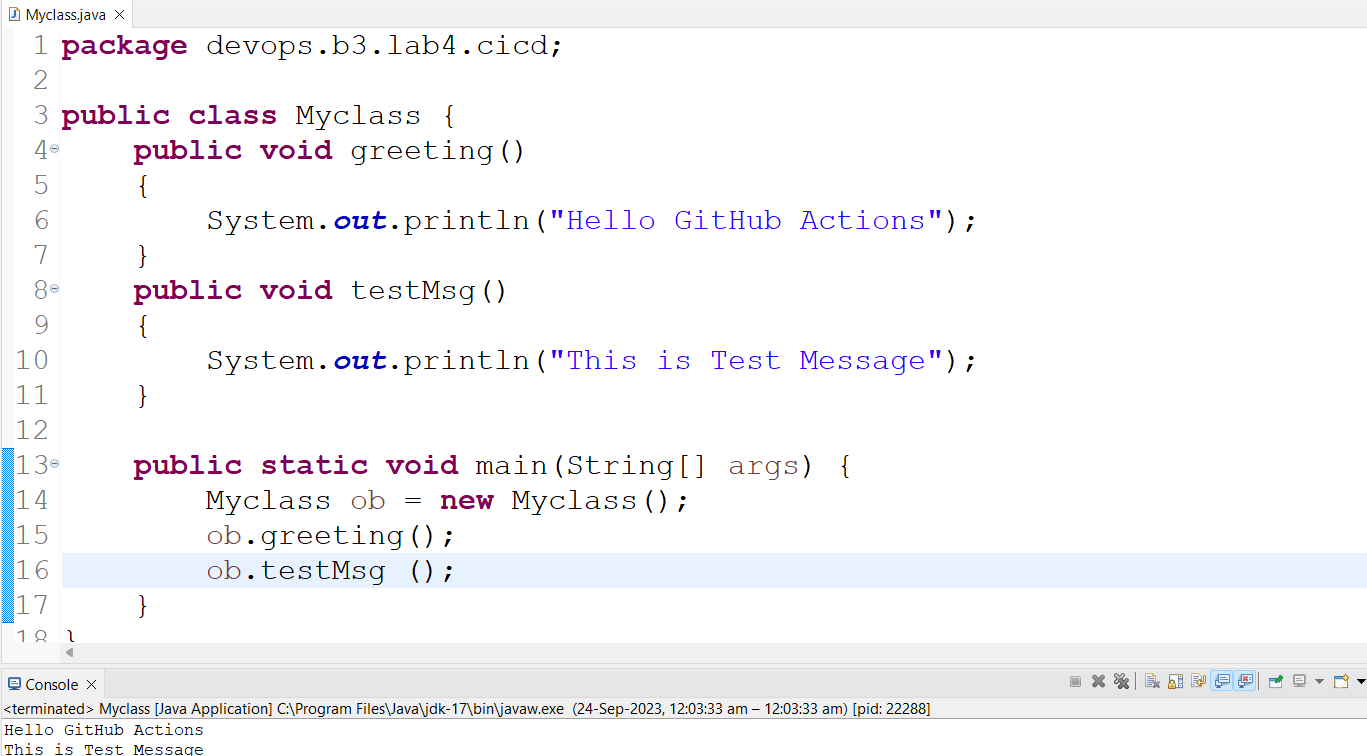 Myclass.java
1 package devops.b3.lab4.cicd;
2
3 public class Myclass {
4     public void greeting()
5     {
6         System.out.println("Hello GitHub Actions");
7     }
8     public void testMsg()
9     {
10         System.out.println("This is Test Message");
11     }
12
13     public static void main(String[] args) {
14         Myclass ob = new Myclass();
15         ob.greeting();
16         ob.testMsg ();
17     }
18 }
Console
<terminated> Myclass [Java Application] C:\Program Files\Java\jdk-17\bin\javaw.exe (24-Sep-2023, 12:03:33 am – 12:03:33 am) [pid: 22288]
Hello GitHub Actions
This is Test Message